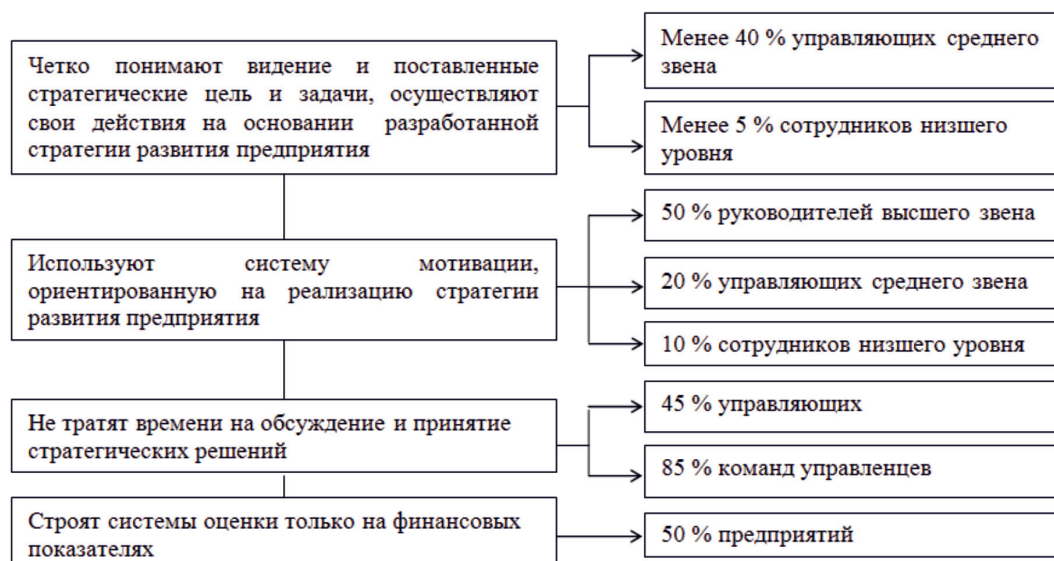 Четко понимают видение и поставленные
стратегические цель и задачи, осуществляют
свои действия на основании разработанной
стратегии развития предприятия
Менее 40 % управляющих среднего
звена
Менее 5 % сотрудников низшего
уровня
Используют систему мотивации,
ориентированную на реализацию стратегии
развития предприятия
50 % руководителей высшего звена
20 % управляющих среднего звена
10 % сотрудников низшего уровня
Не тратят времени на обсуждение и принятие
стратегических решений
45 % управляющих
85 % команд управленцев
Строят системы оценки только на финансовых
показателях
50 % предприятий